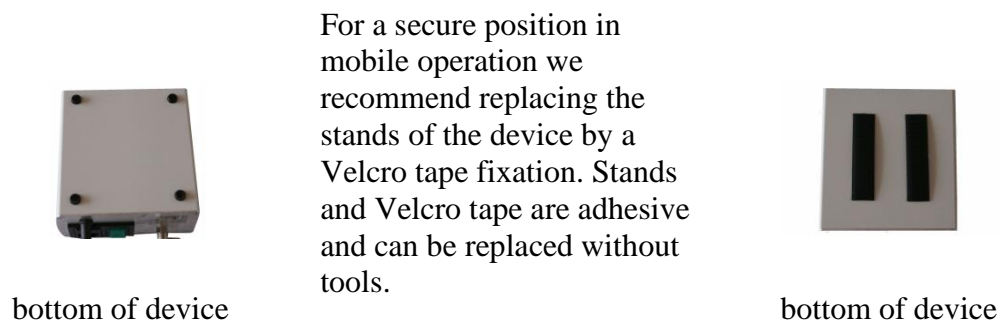 For a secure position in
mobile operation we
recommend replacing the
stands of the device by a
Velcro tape fixation. Stands
and Velcro tape are adhesive
and can be replaced without
tools.
bottom of device
bottom of device